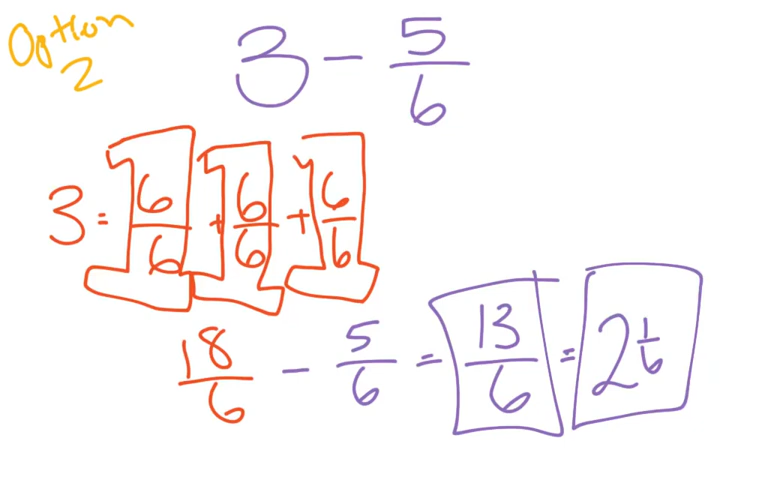 Option
2
3 - 5/6
3 = 6/6 + 6/6 + 6/6
18/6 - 5/6 = 13/6 = 2 1/6